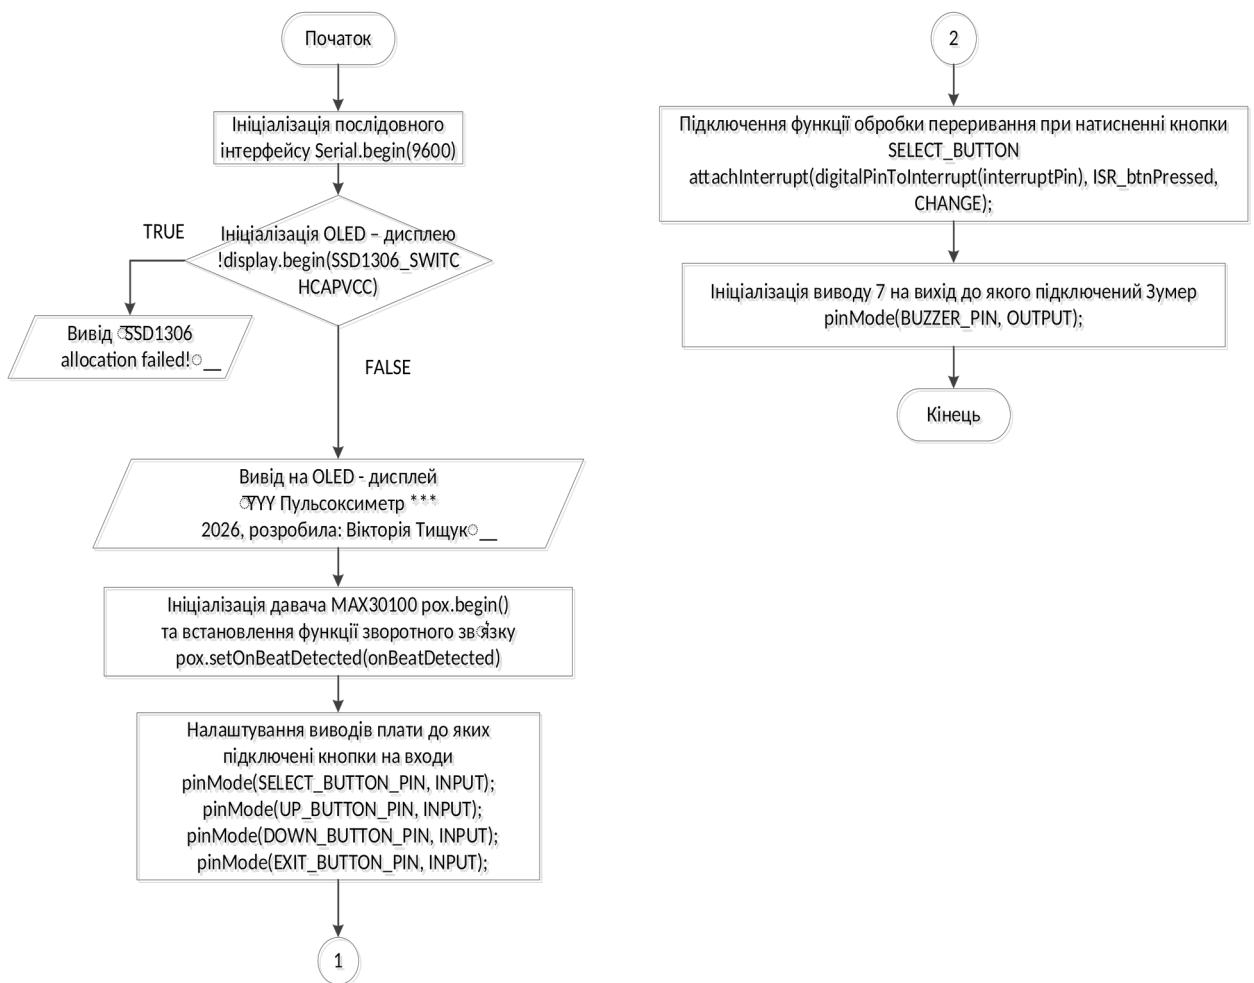 Початок
Ініціалізація послідовного
інтерфейсу Serial.begin(9600)
Ініціалізація OLED – дисплею
!display.begin(SSD1306_SWITC
HCAPVCC)
TRUE
Вивід SSD1306
allocation failed!
FALSE
Вивід на OLED - дисплей
Пульсоксиметр ***
2026, розробила: Вікторія Тищук
Ініціалізація давача MAX30100 pox.begin()
та встановлення функції зворотного зв'язку
pox.setOnBeatDetected(onBeatDetected)
Налаштування виводів плати до яких
підключені кнопки на входи
pinMode(SELECT_BUTTON_PIN, INPUT);
pinMode(UP_BUTTON_PIN, INPUT);
pinMode(DOWN_BUTTON_PIN, INPUT);
pinMode(EXIT_BUTTON_PIN, INPUT);
1
2
Підключення функції обробки переривання при натисненні кнопки
SELECT_BUTTON
attachInterrupt(digitalPinToInterrupt(interruptPin), ISR_btnPressed,
CHANGE);
Ініціалізація виводу 7 на вихід до якого підключений Зумер
pinMode(BUZZER_PIN, OUTPUT);
Кінець